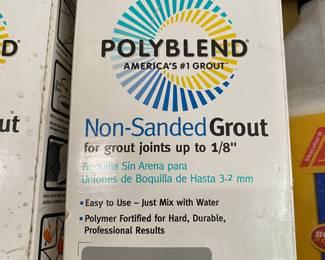 POLYBLEND®
AMERICA'S #1 GROUT™
Non-Sanded Grout
for grout joints up to 1/8"
Boquilla Sin Arena para
Uniones de Boquilla de Hasta 3.2 mm
Easy to Use – Just Mix with Water
Polymer Fortified for Hard, Durable,
Professional Results
D
out